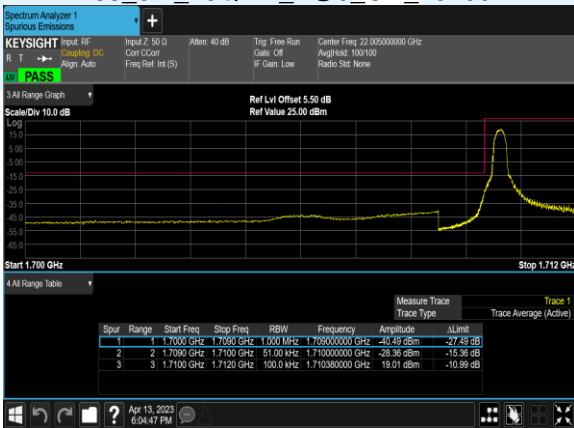 Spectrum Analyzer 1
Spurious Emissions
+
KEYSIGHT Input: RF Input Z: 50 Ω Atten: 40 dB Trig: Free Run Center Freq: 22.005000000 GHz
R T Coupling: DC Corr CCorr Gate: Off Avg|Hold: 100/100
Align: Auto Freq Ref: Int (S) IF Gain: Low Radio Std: None
PASS
3 All Range Graph
Ref Lvl Offset 5.50 dB
Scale/Div 10.0 dB Ref Value 25.00 dBm
Log
15.0
5.00
-5.00
-15.0
-25.0
-35.0
-45.0
-55.0
-65.0
Start 1.700 GHz Stop 1.712 GHz
4 All Range Table
Measure Trace Trace 1
Trace Type Trace Average (Active)
Spur Range Start Freq Stop Freq RBW Frequency Amplitude ΔLimit
1 1 1.7000 GHz 1.7090 GHz 1.000 MHz 1.709000000 GHz -40.49 dBm -27.49 dB
2 2 1.7090 GHz 1.7100 GHz 51.00 kHz 1.710000000 GHz -28.36 dBm -15.36 dB
3 3 1.7100 GHz 1.7120 GHz 100.0 kHz 1.710380000 GHz 19.01 dBm -10.99 dB
? Apr 13, 2023
6:04:47 PM